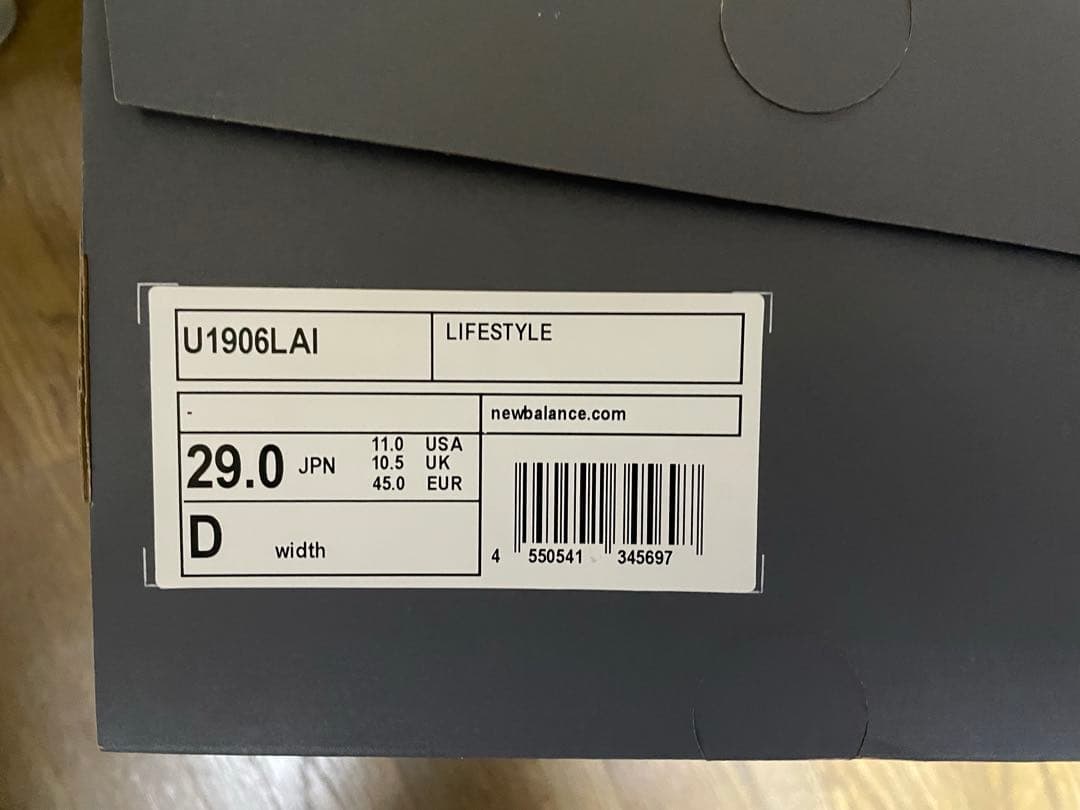 U1906LAI
LIFESTYLE
-
newbalance.com
29.0 JPN
11.0 USA
10.5 UK
45.0 EUR
D width
4 550541 345697